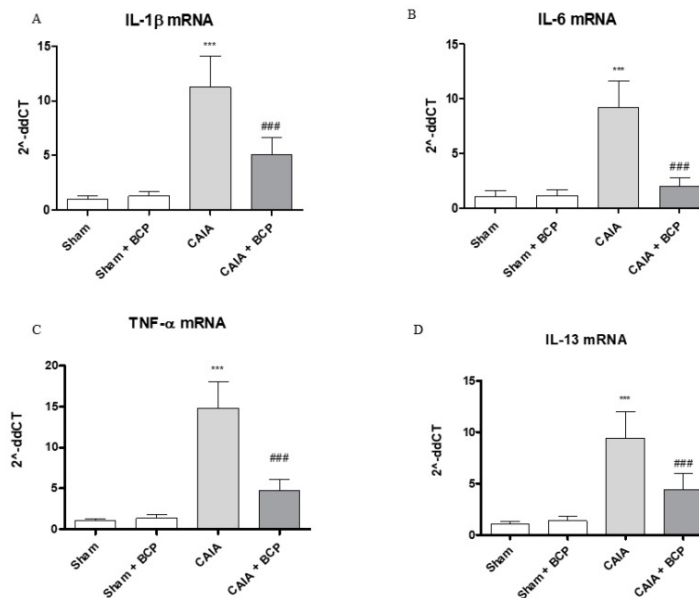 A
IL-1β mRNA
2^-ddCT
15
10
5
0
***
###
Sham
Sham + BCP
CAIA
CAIA + BCP
B
IL-6 mRNA
2^-ddCT
15
10
5
0
***
###
Sham
Sham + BCP
CAIA
CAIA + BCP
C
TNF-α mRNA
2^-ddCT
20
15
10
5
0
***
###
Sham
Sham + BCP
CAIA
CAIA + BCP
D
IL-13 mRNA
2^-ddCT
15
10
5
0
***
###
Sham
Sham + BCP
CAIA
CAIA + BCP